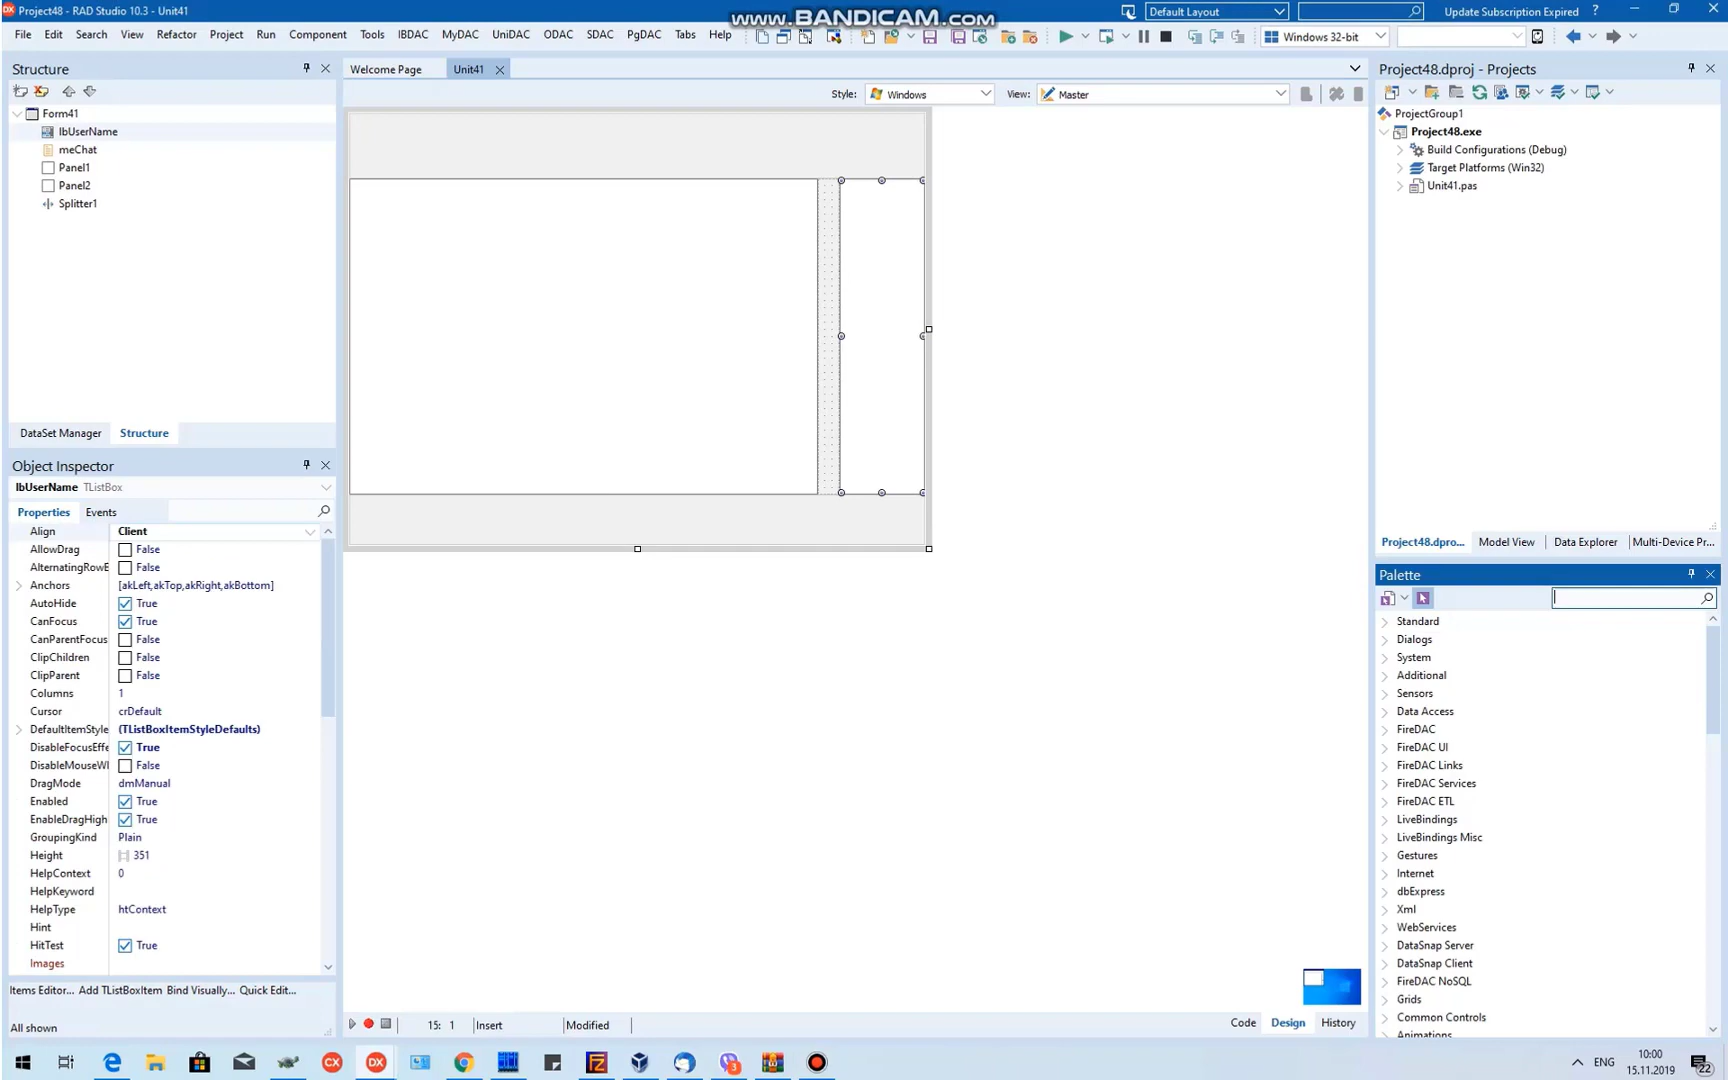 Project48 - RAD Studio 10.3 - Unit41
www.BANDICAM.com
Default Layout
Update Subscription Expired
?
File Edit Search View Refactor Project Run Component Tools IBDAC MyDAC UniDAC ODAC SDAC PgDAC Tabs Help
Windows 32-bit
Structure
Form41
lbUserName
meChat
Panel1
Panel2
Splitter1
DataSet Manager
Structure
Object Inspector
lbUserName TListBox
Properties Events
Align Client
AllowDrag False
AlternatingRowE False
Anchors [akLeft,akTop,akRight,akBottom]
AutoHide True
CanFocus True
CanParentFocus False
ClipChildren False
ClipParent False
Columns 1
Cursor crDefault
DefaultItemStyle (TListBoxItemStyleDefaults)
DisableFocusEffe True
DisableMouseWl False
DragMode dmManual
Enabled True
EnableDragHigh True
GroupingKind Plain
Height 351
HelpContext 0
HelpKeyword
HelpType htContext
Hint
HitTest True
Images
Items Editor... Add TListBoxItem Bind Visually... Quick Edit...
All shown
Welcome Page
Unit41
Style: Windows
View: Master
15: 1 Insert Modified
Code Design History
Project48.dproj - Projects
ProjectGroup1
Project48.exe
Build Configurations (Debug)
Target Platforms (Win32)
Unit41.pas
Project48.dpro... Model View Data Explorer Multi-Device Pr...
Palette
Standard
Dialogs
System
Additional
Sensors
Data Access
FireDAC
FireDAC UI
FireDAC Links
FireDAC Services
FireDAC ETL
LiveBindings
LiveBindings Misc
Gestures
Internet
dbExpress
Xml
WebServices
DataSnap Server
DataSnap Client
FireDAC NoSQL
Grids
Common Controls
Animations
ENG
10:00
15.11.2019
22
CX
DX
3